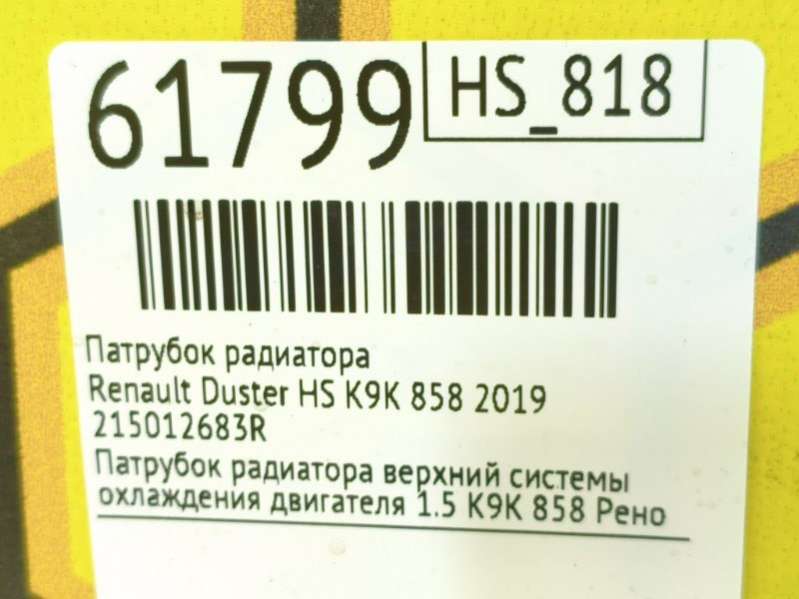 61799
HS_818
Патрубок радиатора
Renault Duster HS K9K 858 2019
215012683R
Патрубок радиатора верхний системы
охлаждения двигателя 1.5 K9K 858 Рено